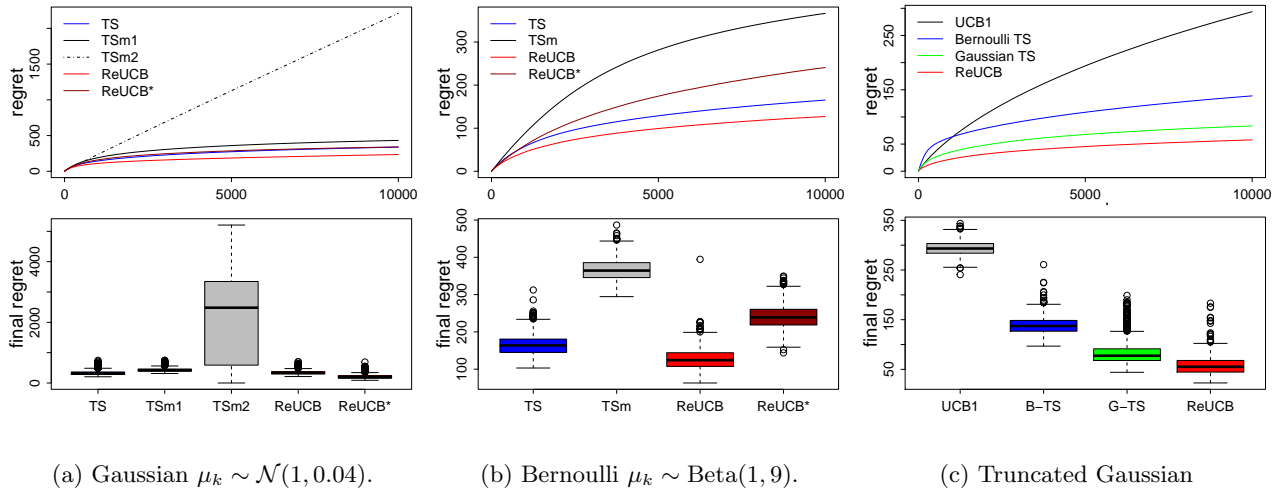 regret
0 500 1500
TS
TSm1
TSm2
ReUCB
ReUCB*
0 5000 10000
regret
0 100 200 300
TS
TSm
ReUCB
ReUCB*
0 5000 10000
regret
0 50 150 250
UCB1
Bernoulli TS
Gaussian TS
ReUCB
0 5000 10000
final regret
0 2000 4000
TS TSm1 TSm2 ReUCB ReUCB*
final regret
100 200 300 400 500
TS TSm ReUCB ReUCB*
final regret
50 150 250 350
UCB1 B−TS G−TS ReUCB
(a) Gaussian μₖ ∼ 𝒩(1, 0.04).
(b) Bernoulli μₖ ∼ Beta(1, 9).
(c) Truncated Gaussian